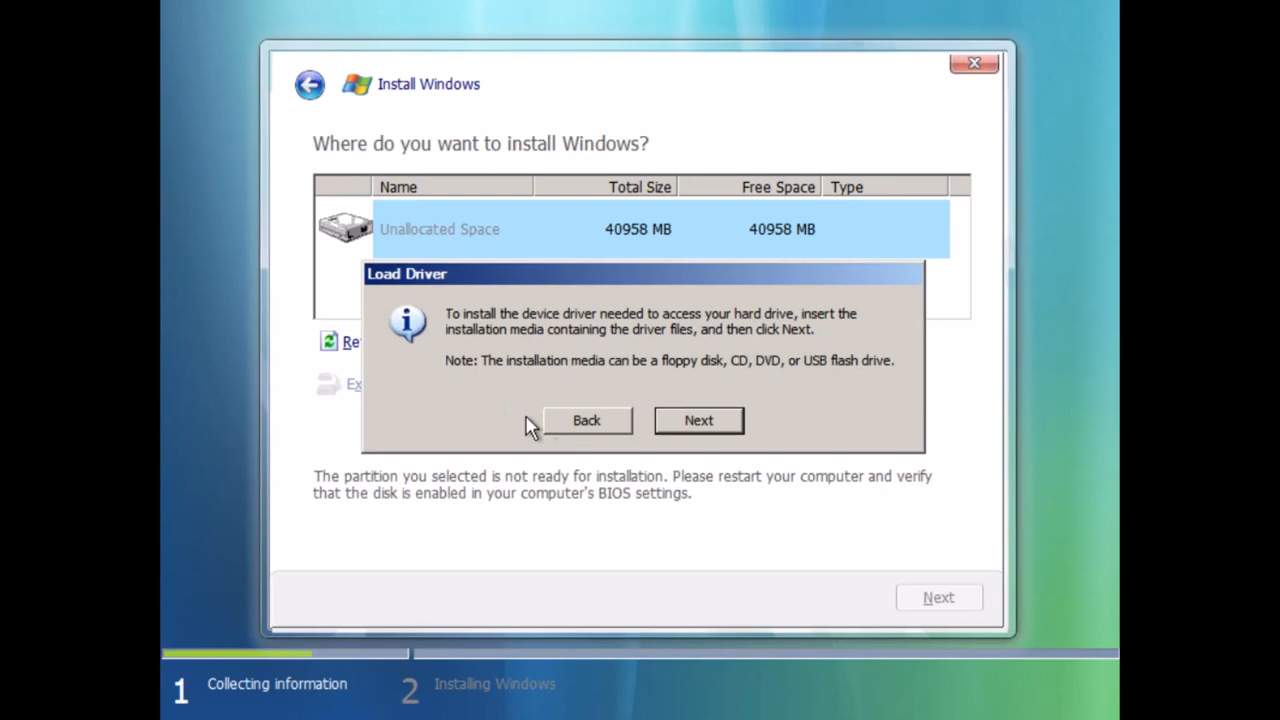 Install Windows
Where do you want to install Windows?
Name Total Size Free Space Type
Unallocated Space 40958 MB 40958 MB
Load Driver
To install the device driver needed to access your hard drive, insert the
installation media containing the driver files, and then click Next.
Note: The installation media can be a floppy disk, CD, DVD, or USB flash drive.
Re
Ex
Back Next
The partition you selected is not ready for installation. Please restart your computer and verify
that the disk is enabled in your computer's BIOS settings.
Next
1 Collecting information 2 Installing Windows